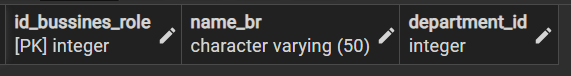 id_bussines_role name_br department_id
[PK] integer character varying (50) integer